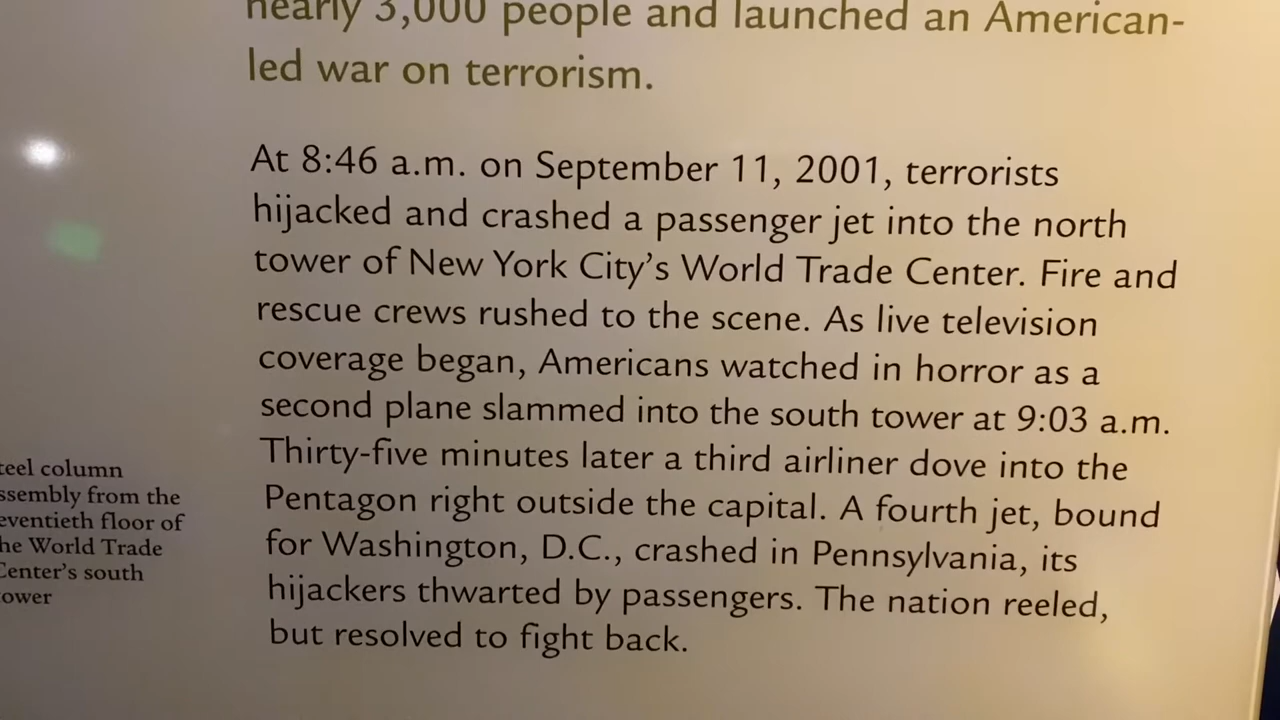 nearly 3,000 people and launched an American-
led war on terrorism.
At 8:46 a.m. on September 11, 2001, terrorists
hijacked and crashed a passenger jet into the north
tower of New York City's World Trade Center. Fire and
rescue crews rushed to the scene. As live television
coverage began, Americans watched in horror as a
second plane slammed into the south tower at 9:03 a.m.
Thirty-five minutes later a third airliner dove into the
Pentagon right outside the capital. A fourth jet, bound
for Washington, D.C., crashed in Pennsylvania, its
hijackers thwarted by passengers. The nation reeled,
but resolved to fight back.
teel column
ssembly from the
eventieth floor of
he World Trade
Center's south
ower